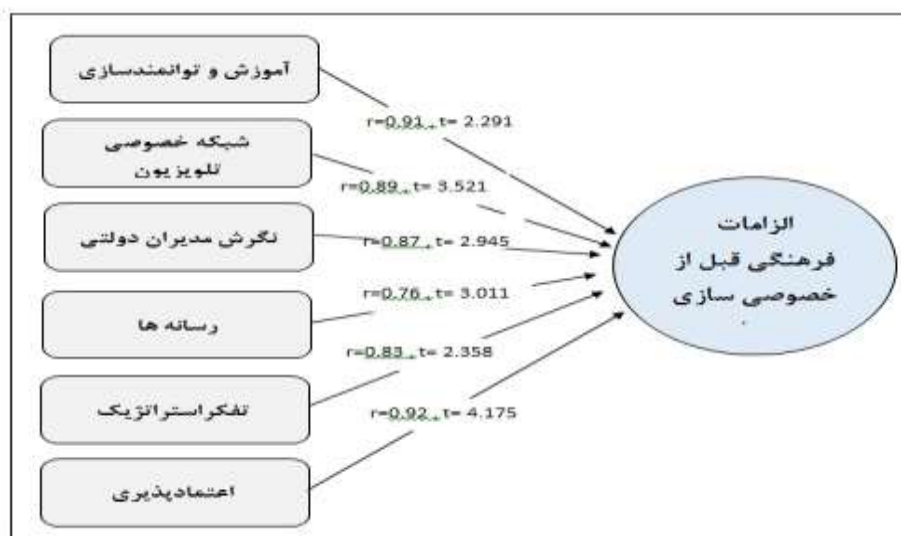 آموزش و توانمندسازی
r=0.91 , t= 2.291
شبکه خصوصی
تلویزیون
r=0.89 , t= 3.521
نگرش مدیران دولتی
r=0.87 , t= 2.945
رسانه ها
r=0.76 , t= 3.011
تفکراستراتژیک
r=0.83 , t= 2.358
اعتمادپذیری
r=0.92 , t= 4.175
الزامات
فرهنگی قبل از
خصوصی سازی